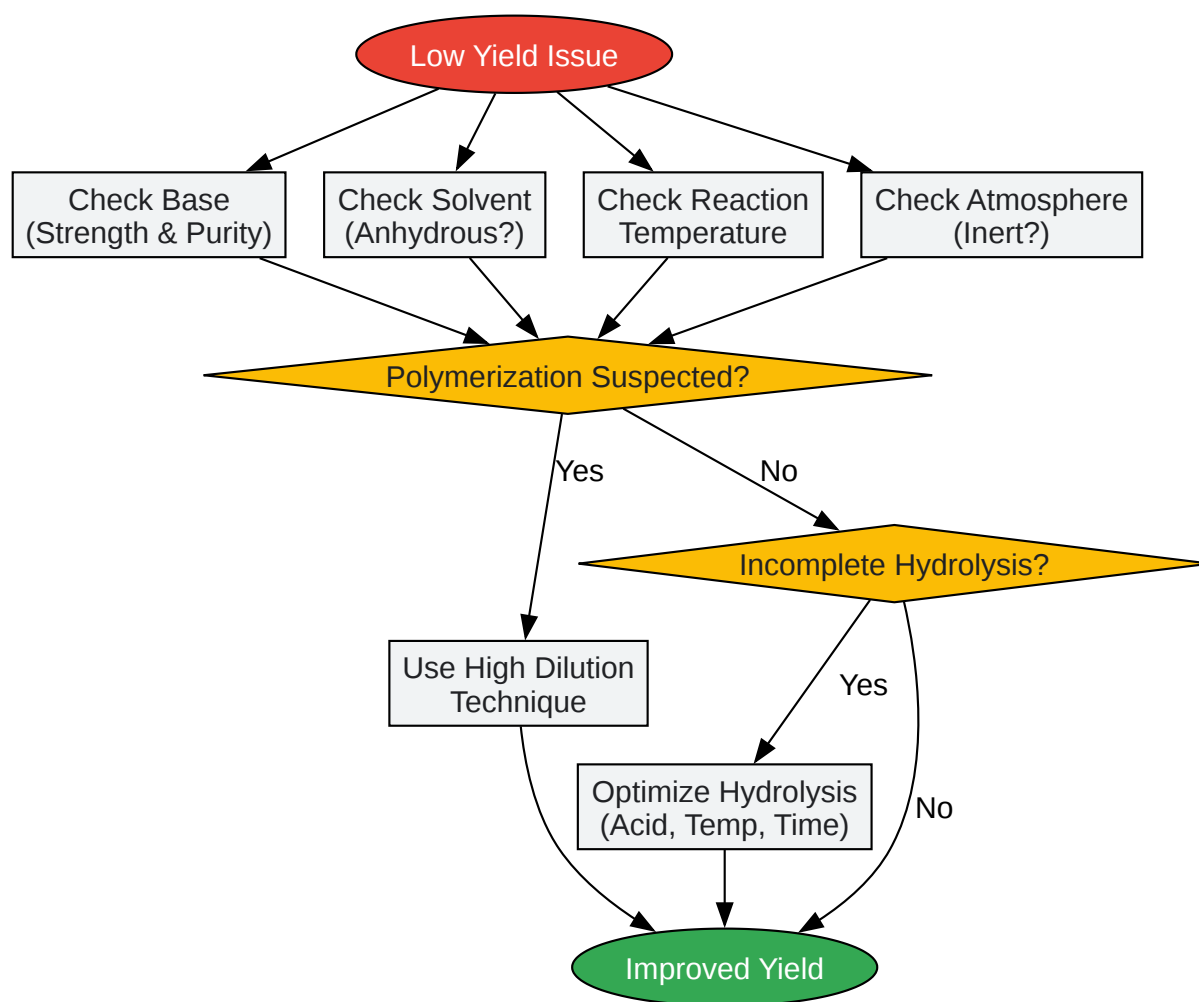 Low Yield Issue
Check Base
(Strength & Purity)
Check Solvent
(Anhydrous?)
Check Reaction
Temperature
Check Atmosphere
(Inert?)
Polymerization Suspected?
Yes
No
Incomplete Hydrolysis?
Use High Dilution
Technique
Yes
Optimize Hydrolysis
(Acid, Temp, Time)
No
Improved Yield